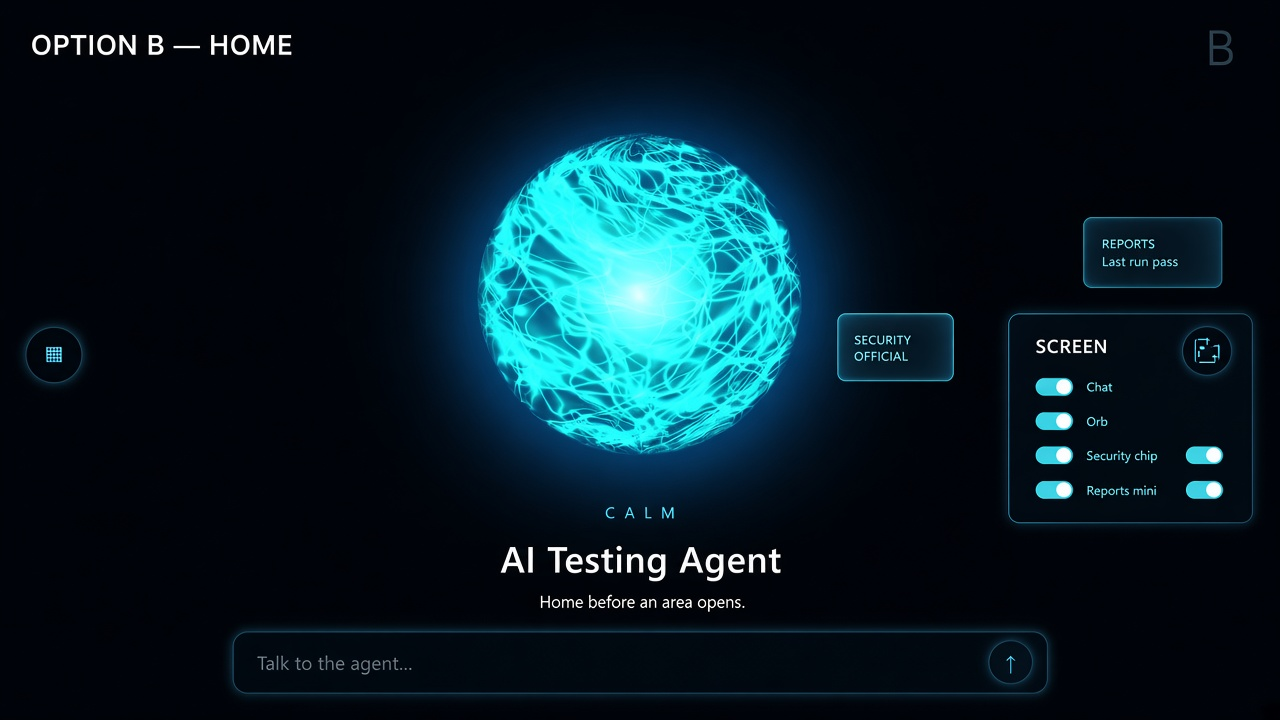 OPTION B — HOME
B
REPORTS
Last run pass
SECURITY
OFFICIAL
SCREEN
Chat
Orb
Security chip
Reports mini
CALM
AI Testing Agent
Home before an area opens.
Talk to the agent...